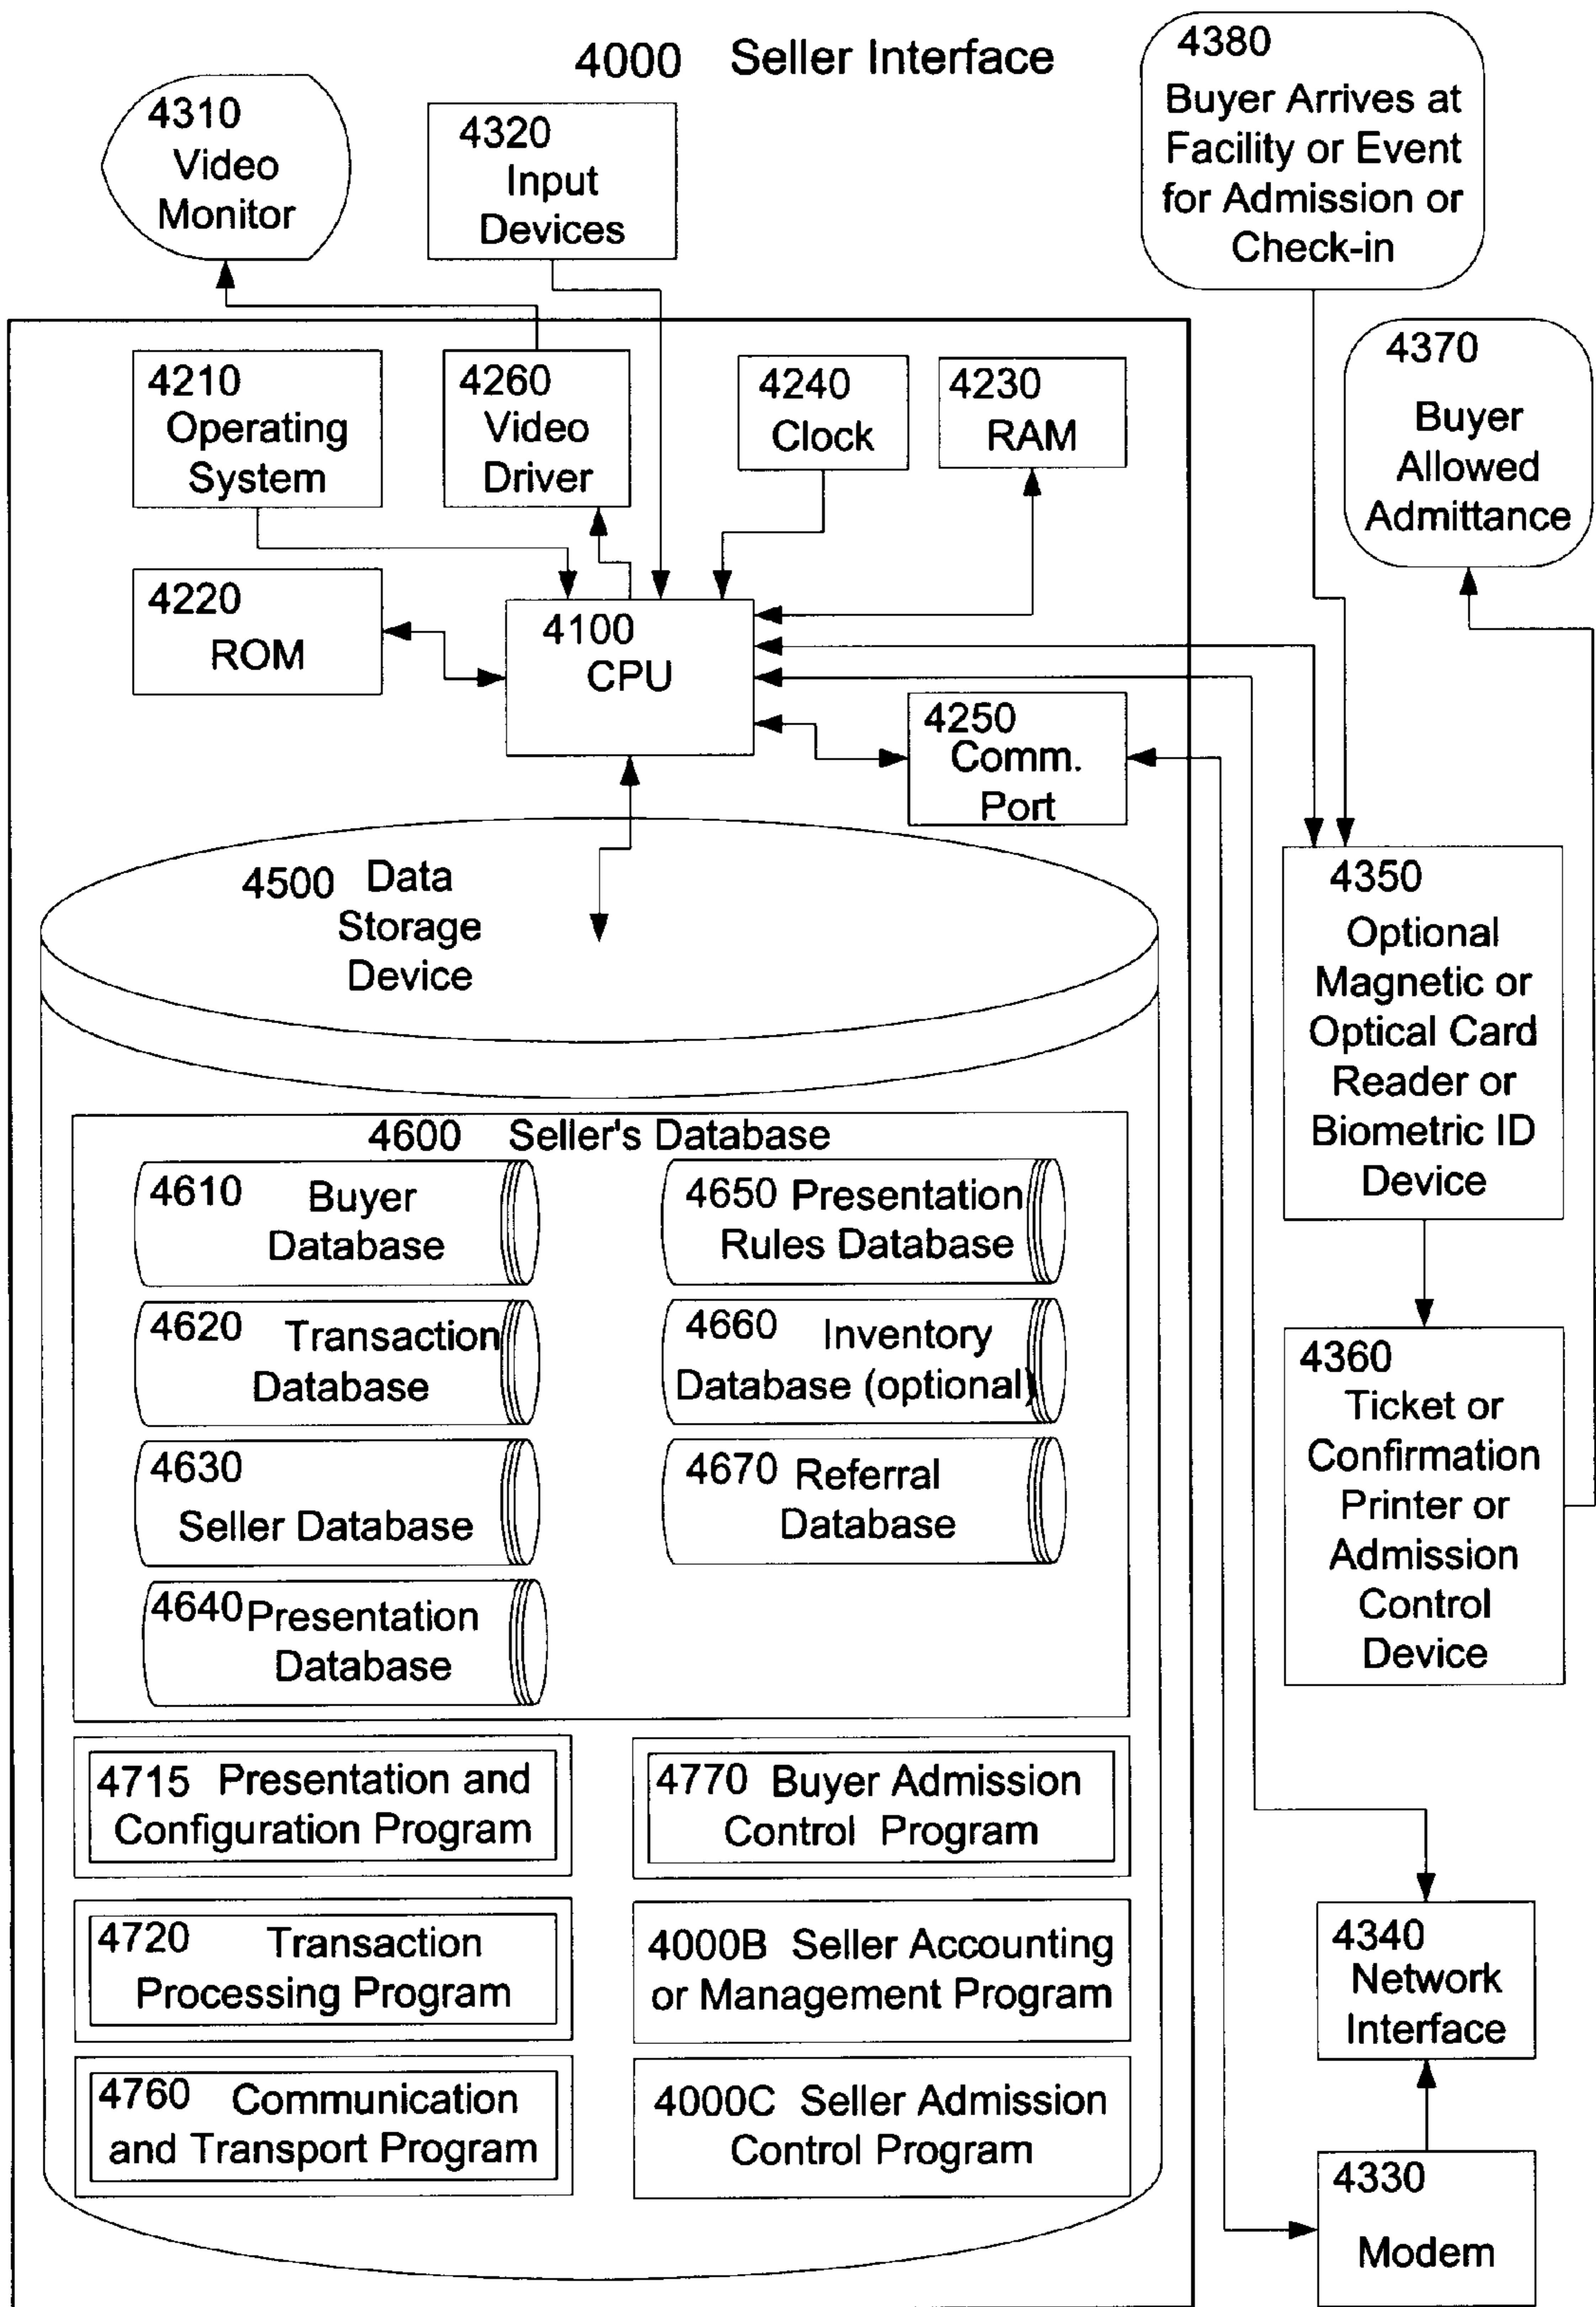 4000 Seller Interface
4310
Video
Monitor
4320
Input
Devices
4380
Buyer Arrives at
Facility or Event
for Admission or
Check-in
4210
Operating
System
4260
Video
Driver
4240
Clock
4230
RAM
4370
Buyer
Allowed
Admittance
4220
ROM
4100
CPU
4250
Comm.
Port
4500 Data
Storage
Device
4350
Optional
Magnetic or
Optical Card
Reader or
Biometric ID
Device
4600 Seller's Database
4610 Buyer
Database
4650 Presentation
Rules Database
4620 Transaction
Database
4660 Inventory
Database (optional)
4630
Seller Database
4670 Referral
Database
4640 Presentation
Database
4360
Ticket or
Confirmation
Printer or
Admission
Control
Device
4715 Presentation and
Configuration Program
4770 Buyer Admission
Control Program
4720 Transaction
Processing Program
4000B Seller Accounting
or Management Program
4760 Communication
and Transport Program
4000C Seller Admission
Control Program
4340
Network
Interface
4330
Modem